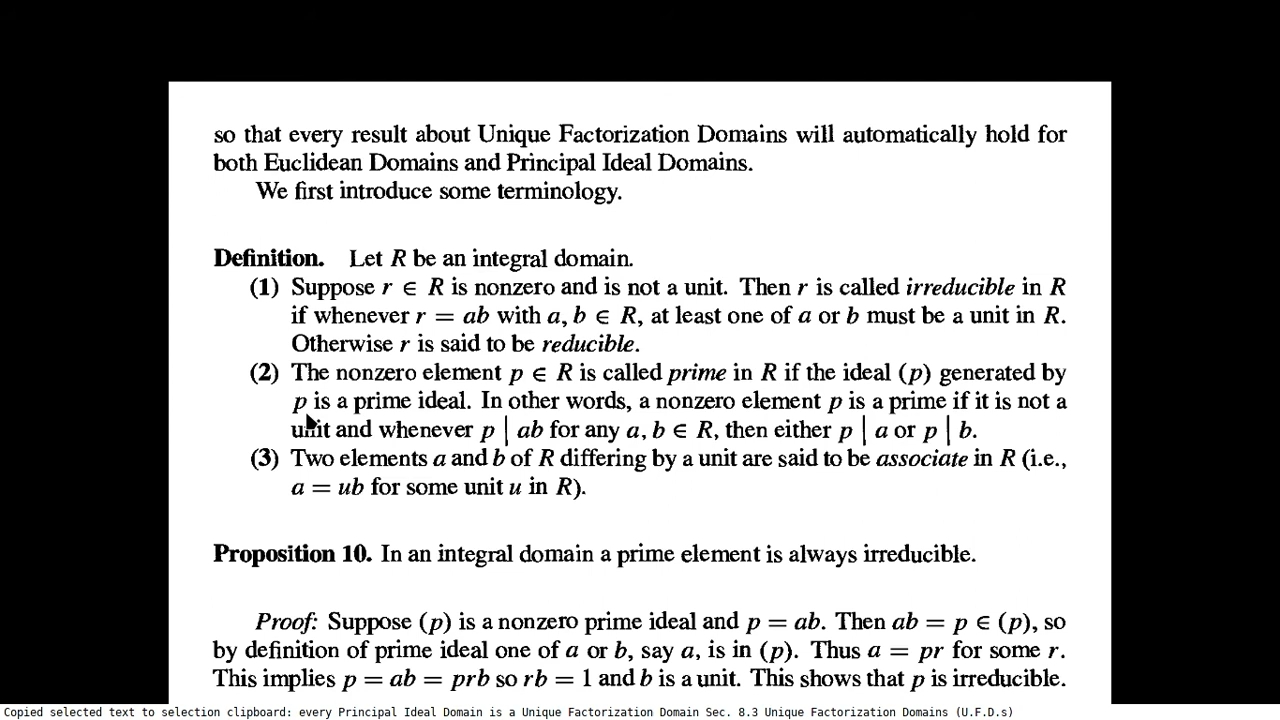 so that every result about Unique Factorization Domains will automatically hold for
both Euclidean Domains and Principal Ideal Domains.
We first introduce some terminology.
Definition. Let R be an integral domain.
(1) Suppose r ∈ R is nonzero and is not a unit. Then r is called irreducible in R
if whenever r = ab with a, b ∈ R, at least one of a or b must be a unit in R.
Otherwise r is said to be reducible.
(2) The nonzero element p ∈ R is called prime in R if the ideal (p) generated by
p is a prime ideal. In other words, a nonzero element p is a prime if it is not a
unit and whenever p | ab for any a, b ∈ R, then either p | a or p | b.
(3) Two elements a and b of R differing by a unit are said to be associate in R (i.e.,
a = ub for some unit u in R).
Proposition 10. In an integral domain a prime element is always irreducible.
Proof: Suppose (p) is a nonzero prime ideal and p = ab. Then ab = p ∈ (p), so
by definition of prime ideal one of a or b, say a, is in (p). Thus a = pr for some r.
This implies p = ab = prb so rb = 1 and b is a unit. This shows that p is irreducible.
Copied selected text to selection clipboard: every Principal Ideal Domain is a Unique Factorization Domain Sec. 8.3 Unique Factorization Domains (U.F.D.s)